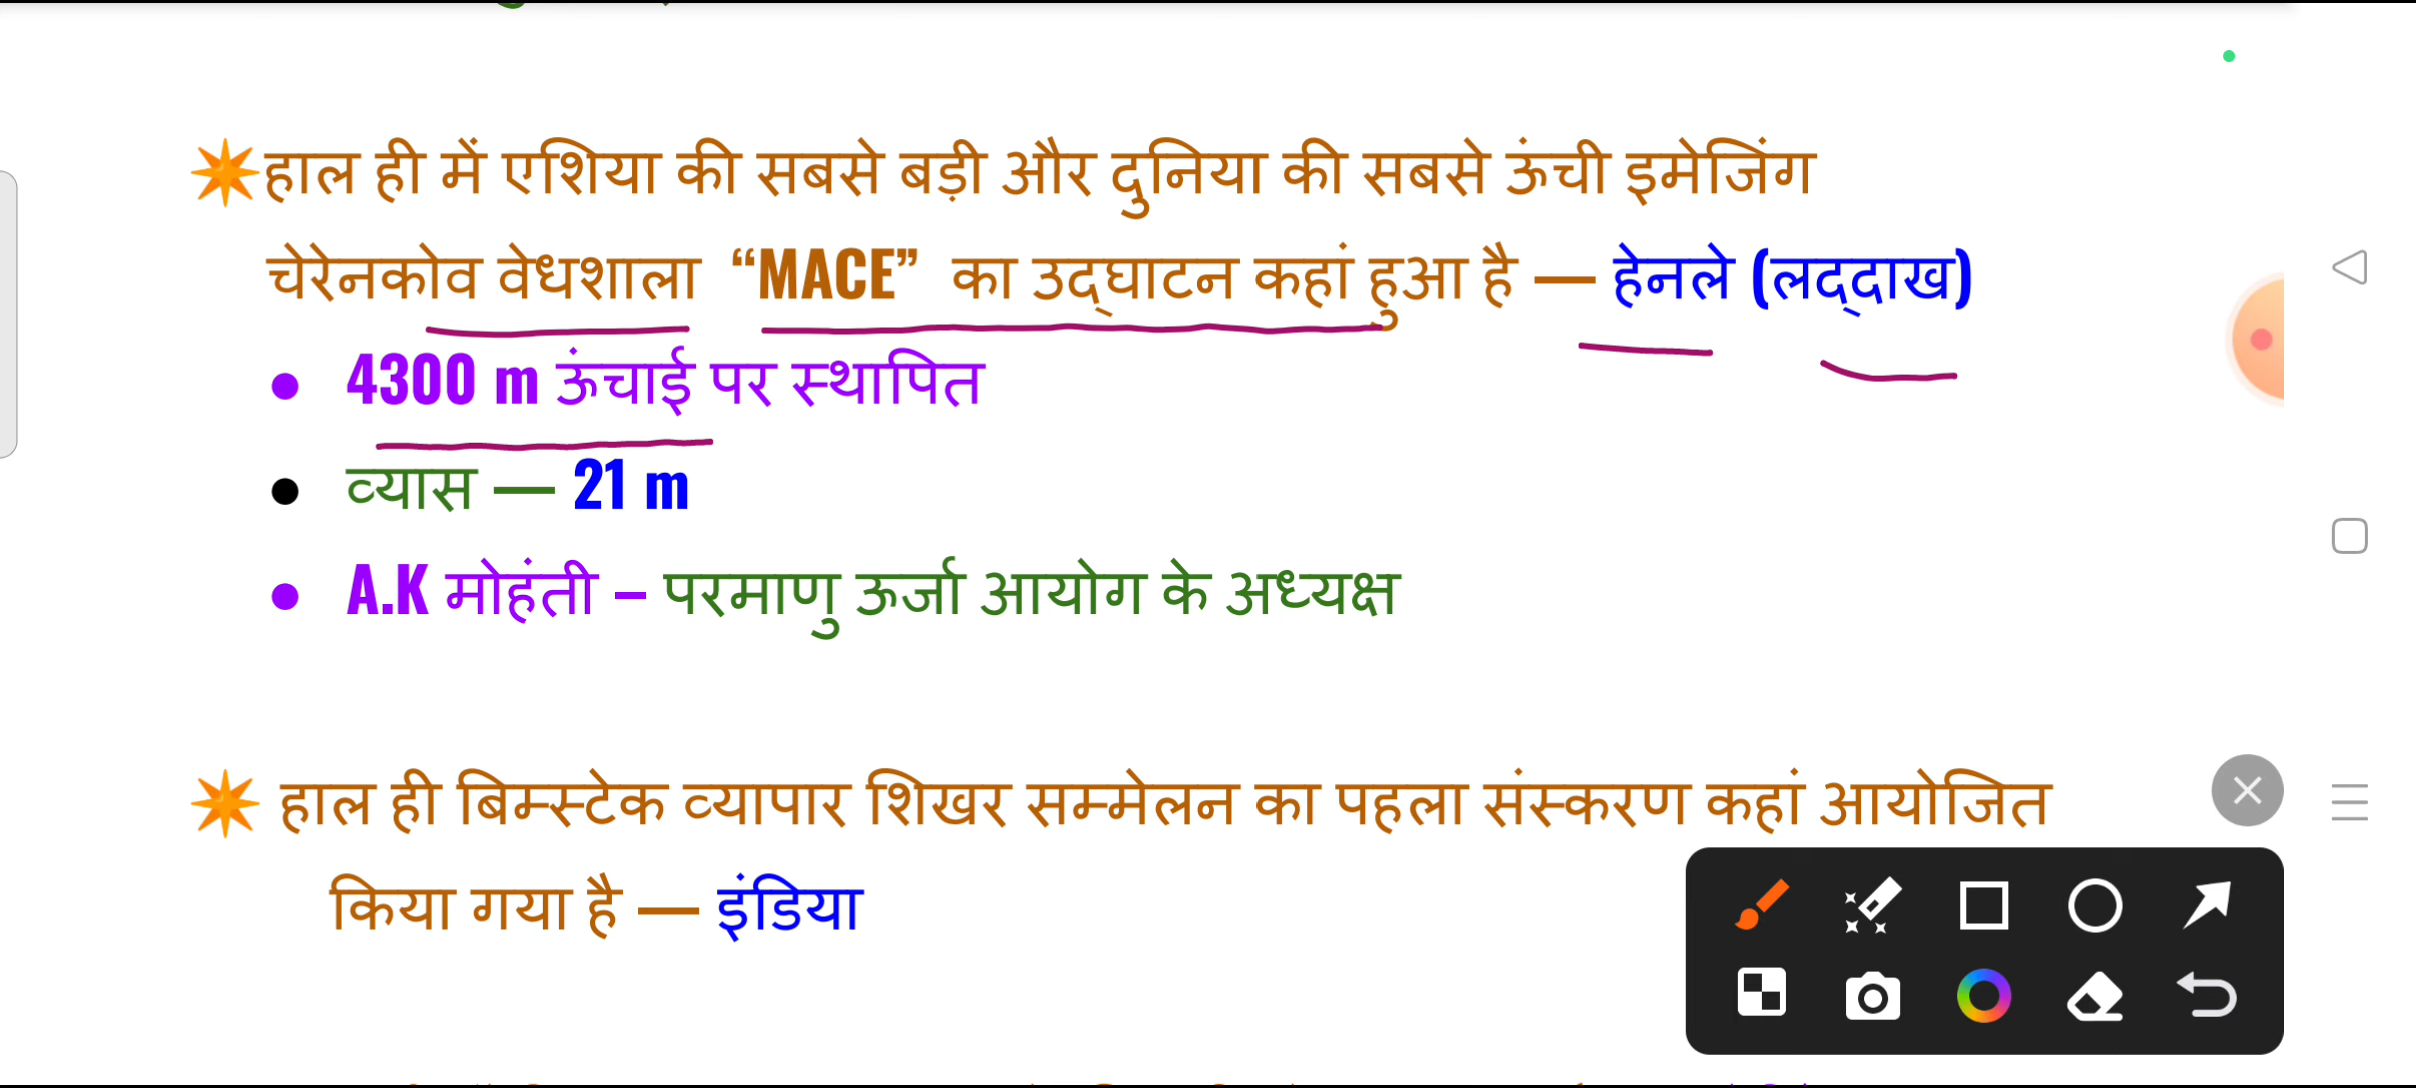 हाल ही में एशिया की सबसे बड़ी और दुनिया की सबसे ऊंची इमेजिंग
चेरेनकोव वेधशाला “MACE” का उद्घाटन कहां हुआ है — हेनले (लद्दाख)
● 4300 m ऊंचाई पर स्थापित
● व्यास — 21 m
● A.K मोहंती – परमाणु ऊर्जा आयोग के अध्यक्ष
हाल ही बिम्स्टेक व्यापार शिखर सम्मेलन का पहला संस्करण कहां आयोजित
किया गया है — इंडिया